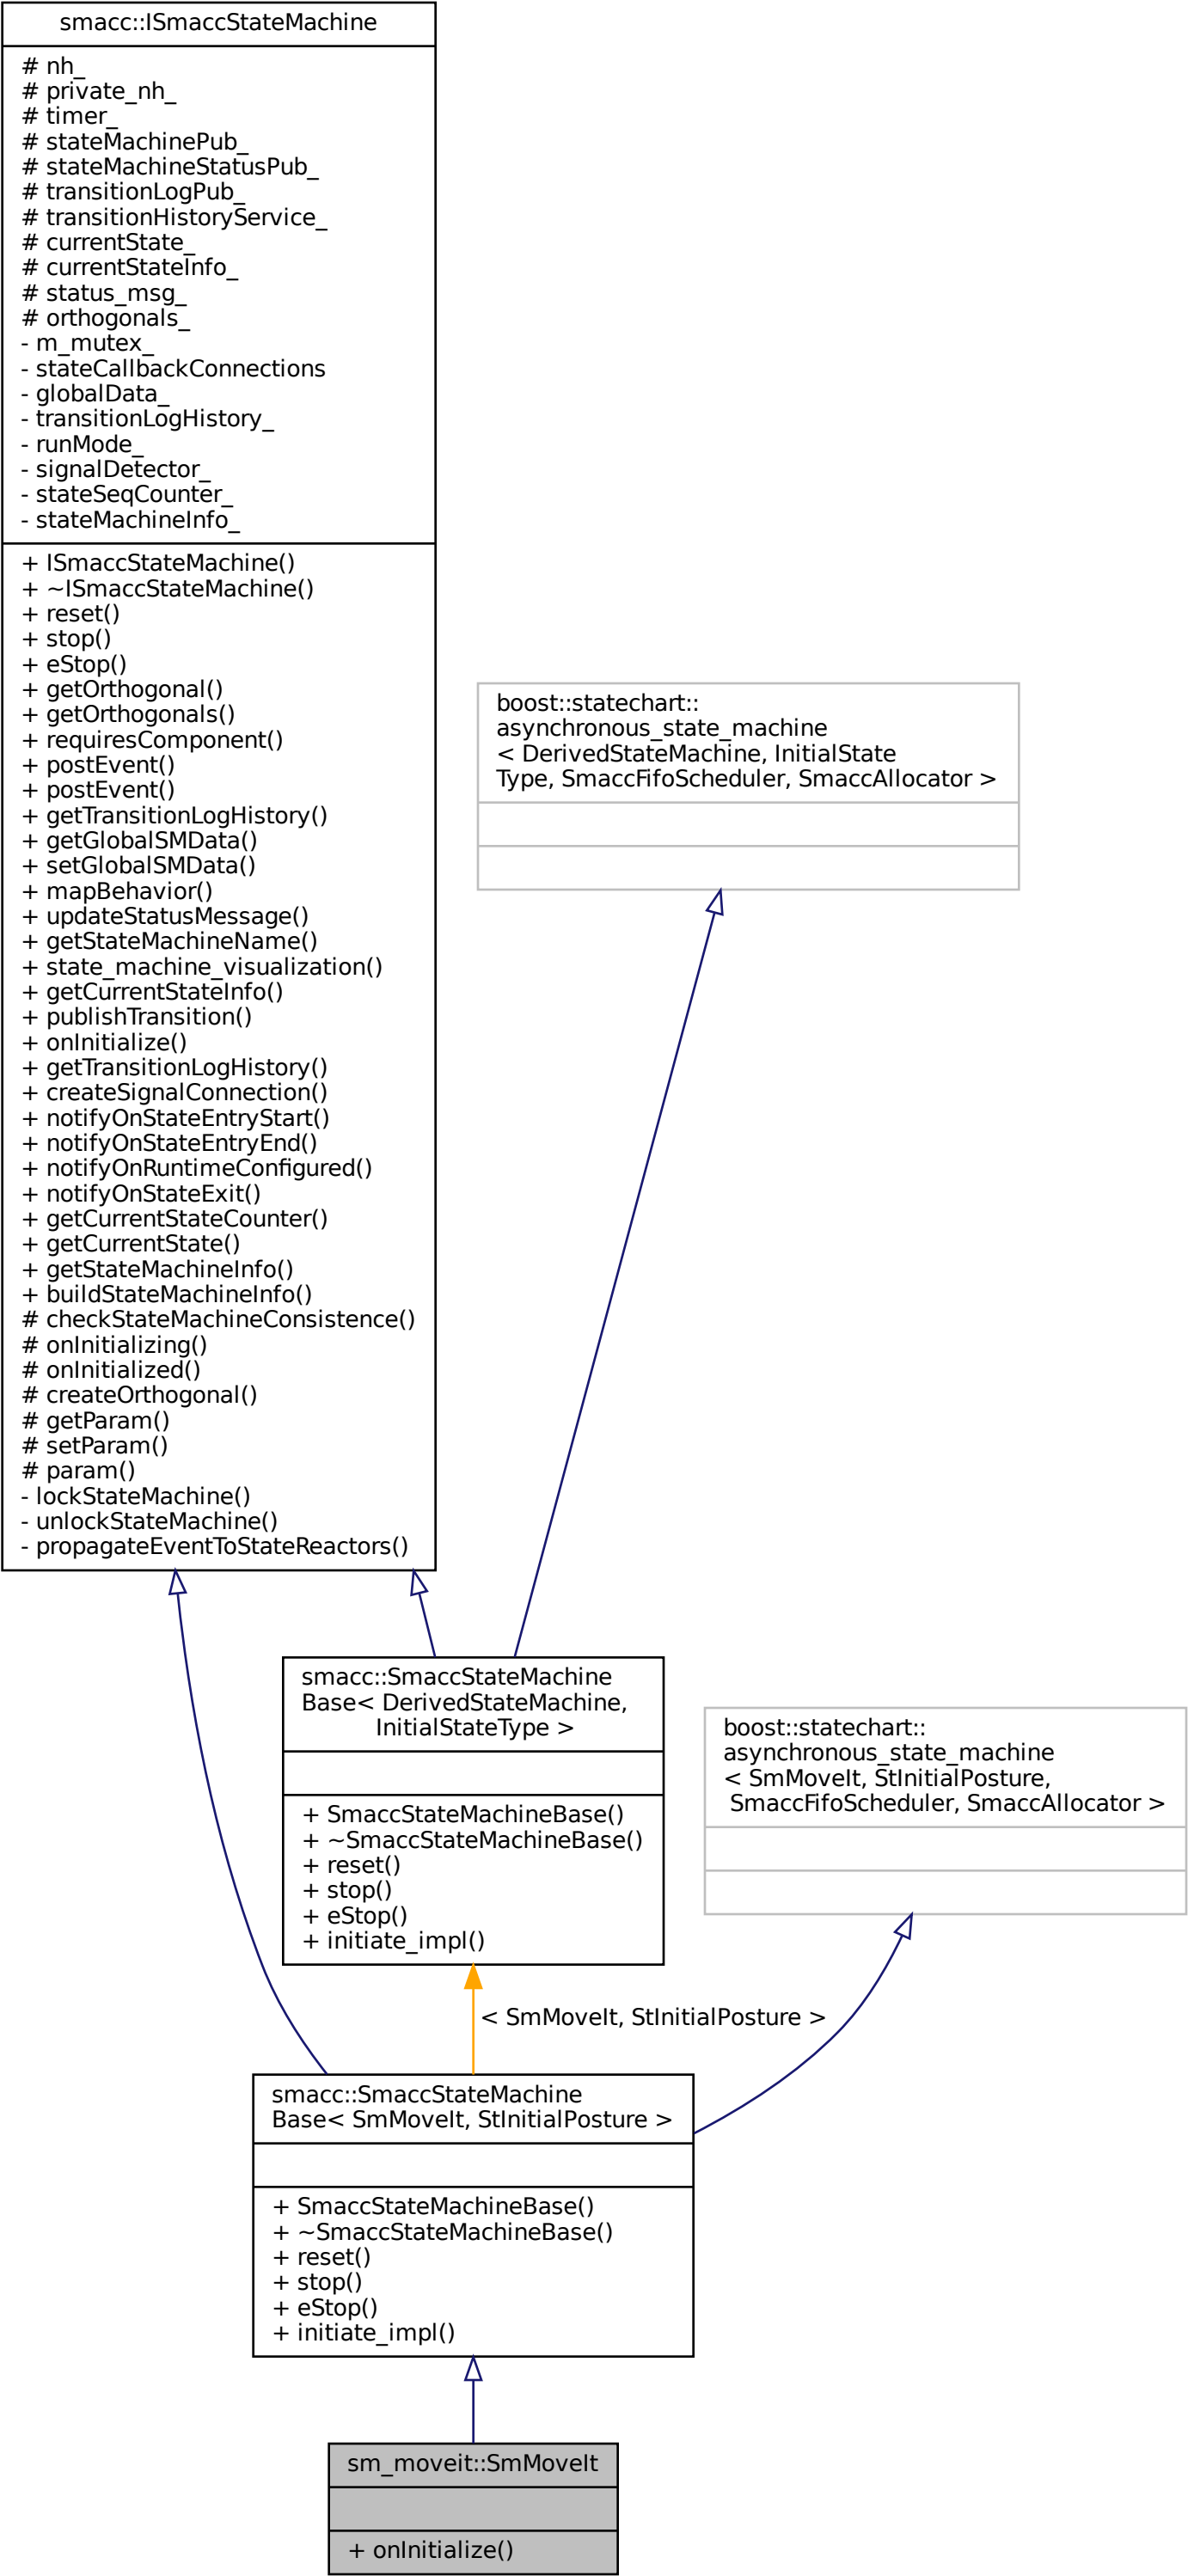 smacc::ISmaccStateMachine
# nh_
# private_nh_
# timer_
# stateMachinePub_
# stateMachineStatusPub_
# transitionLogPub_
# transitionHistoryService_
# currentState_
# currentStateInfo_
# status_msg_
# orthogonals_
- m_mutex_
- stateCallbackConnections
- globalData_
- transitionLogHistory_
- runMode_
- signalDetector_
- stateSeqCounter_
- stateMachineInfo_
+ ISmaccStateMachine()
+ ~ISmaccStateMachine()
+ reset()
+ stop()
+ eStop()
+ getOrthogonal()
+ getOrthogonals()
+ requiresComponent()
+ postEvent()
+ postEvent()
+ getTransitionLogHistory()
+ getGlobalSMData()
+ setGlobalSMData()
+ mapBehavior()
+ updateStatusMessage()
+ getStateMachineName()
+ state_machine_visualization()
+ getCurrentStateInfo()
+ publishTransition()
+ onInitialize()
+ getTransitionLogHistory()
+ createSignalConnection()
+ notifyOnStateEntryStart()
+ notifyOnStateEntryEnd()
+ notifyOnRuntimeConfigured()
+ notifyOnStateExit()
+ getCurrentStateCounter()
+ getCurrentState()
+ getStateMachineInfo()
+ buildStateMachineInfo()
# checkStateMachineConsistence()
# onInitializing()
# onInitialized()
# createOrthogonal()
# getParam()
# setParam()
# param()
- lockStateMachine()
- unlockStateMachine()
- propagateEventToStateReactors()
boost::statechart::
asynchronous_state_machine
< DerivedStateMachine, InitialState
Type, SmaccFifoScheduler, SmaccAllocator >
smacc::SmaccStateMachine
Base< DerivedStateMachine,
InitialStateType >
+ SmaccStateMachineBase()
+ ~SmaccStateMachineBase()
+ reset()
+ stop()
+ eStop()
+ initiate_impl()
boost::statechart::
asynchronous_state_machine
< SmMoveIt, StInitialPosture,
SmaccFifoScheduler, SmaccAllocator >
< SmMoveIt, StInitialPosture >
smacc::SmaccStateMachine
Base< SmMoveIt, StInitialPosture >
+ SmaccStateMachineBase()
+ ~SmaccStateMachineBase()
+ reset()
+ stop()
+ eStop()
+ initiate_impl()
sm_moveit::SmMoveIt
+ onInitialize()